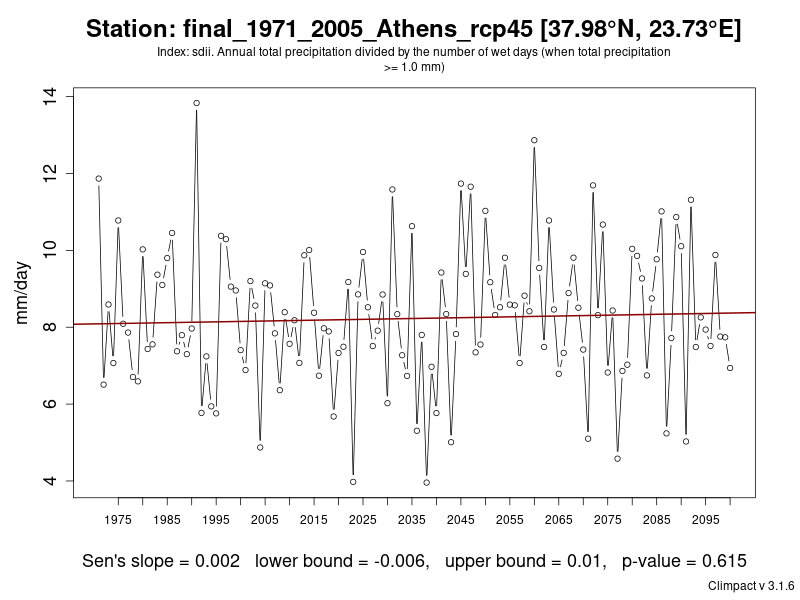 Station: final_1971_2005_Athens_rcp45 [37.98°N, 23.73°E]
Index: sdii. Annual total precipitation divided by the number of wet days (when total precipitation
>= 1.0 mm)
14
12
10
8
6
4
mm/day
1975 1985 1995 2005 2015 2025 2035 2045 2055 2065 2075 2085 2095
Sen's slope = 0.002 lower bound = -0.006, upper bound = 0.01, p-value = 0.615
Climpact v 3.1.6